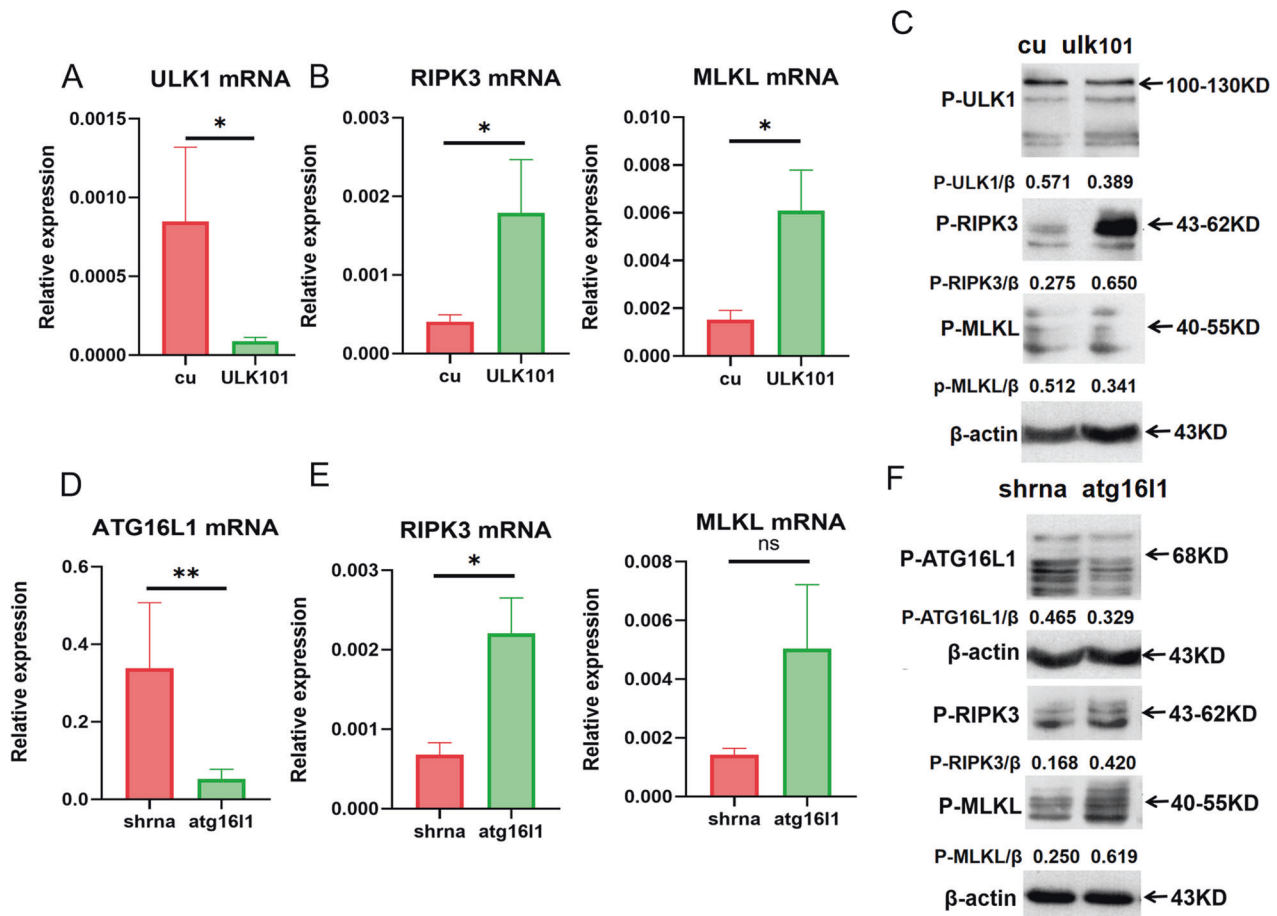 A
ULK1 mRNA
Relative expression
0.0015
0.0010
0.0005
0.0000
*
cu
ULK101
B
RIPK3 mRNA
Relative expression
0.003
0.002
0.001
0.000
*
cu
ULK101
MLKL mRNA
Relative expression
0.010
0.008
0.006
0.004
0.002
0.000
*
cu
ULK101
C
cu ulk101
P-ULK1
100-130KD
P-ULK1/β 0.571 0.389
P-RIPK3
43-62KD
P-RIPK3/β 0.275 0.650
P-MLKL
40-55KD
p-MLKL/β 0.512 0.341
β-actin
43KD
D
ATG16L1 mRNA
Relative expression
0.6
0.4
0.2
0.0
**
shrna
atg16l1
E
RIPK3 mRNA
Relative expression
0.003
0.002
0.001
0.000
*
shrna
atg16l1
MLKL mRNA
Relative expression
0.008
0.006
0.004
0.002
0.000
ns
shrna
atg16l1
F
shrna atg16l1
P-ATG16L1
68KD
P-ATG16L1/β 0.465 0.329
β-actin
43KD
P-RIPK3
43-62KD
P-RIPK3/β 0.168 0.420
P-MLKL
40-55KD
P-MLKL/β 0.250 0.619
β-actin
43KD